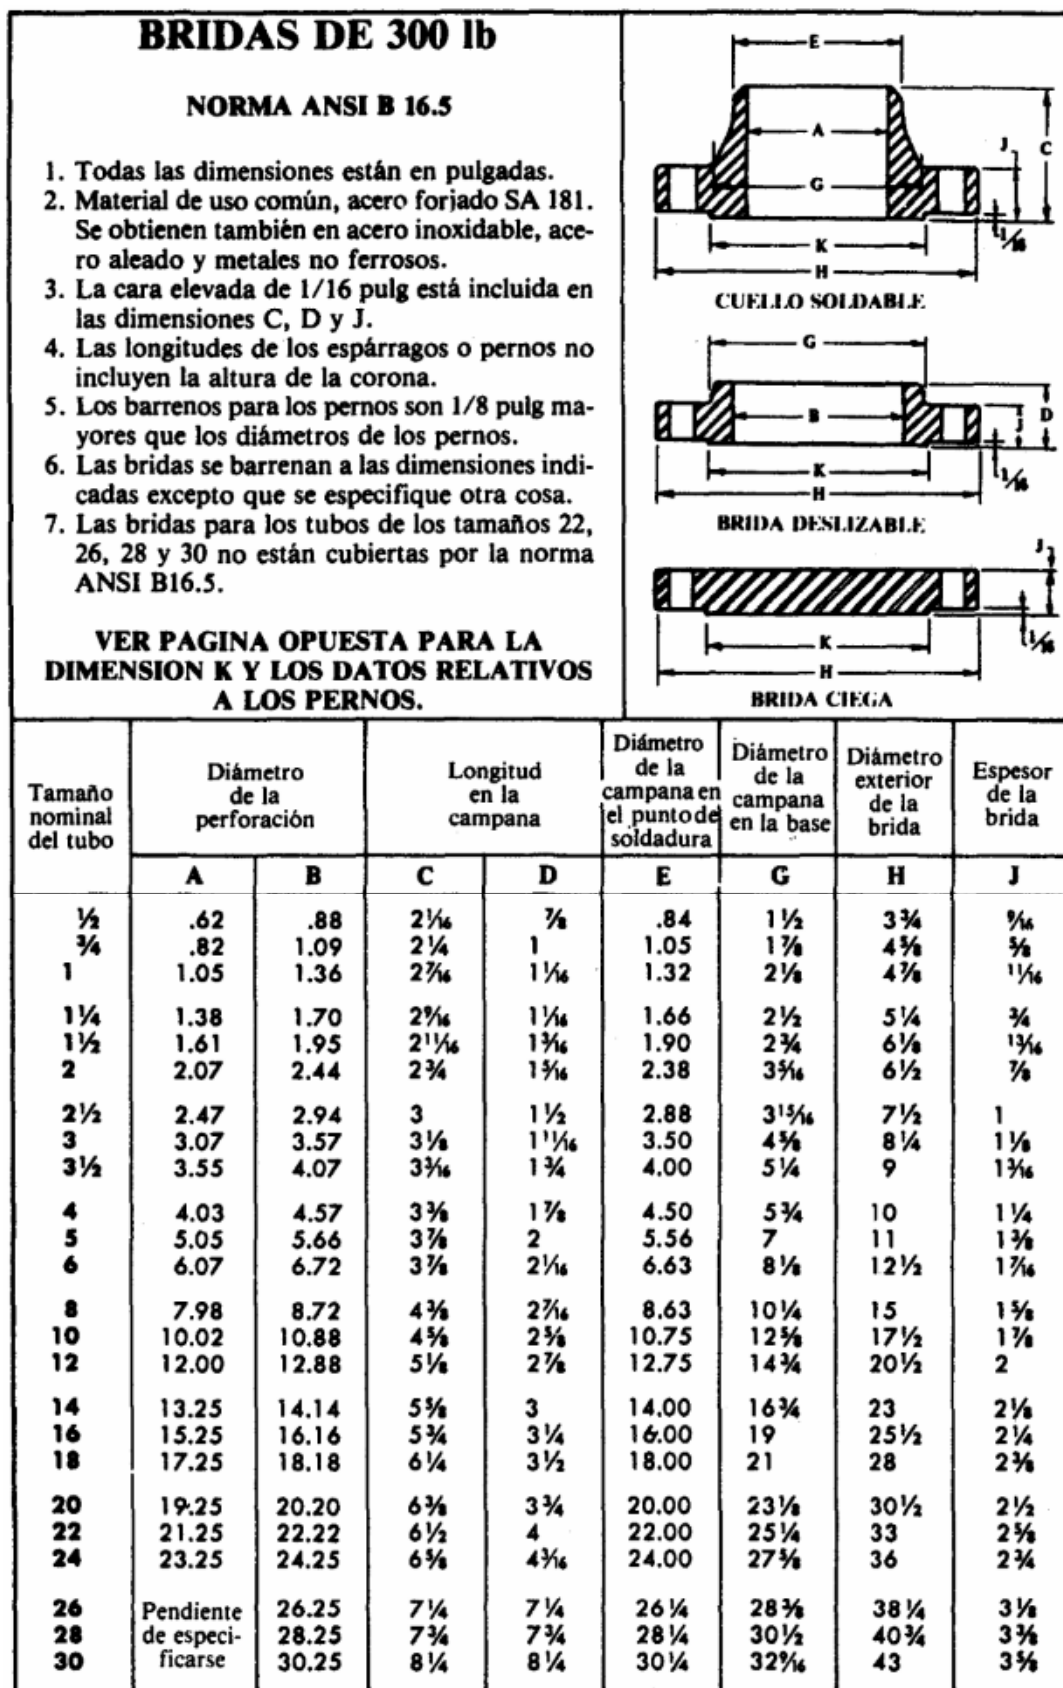 BRIDAS DE 300 lb
NORMA ANSI B 16.5
1. Todas las dimensiones están en pulgadas.
2. Material de uso común, acero forjado SA 181.
Se obtienen también en acero inoxidable, ace-
ro aleado y metales no ferrosos.
3. La cara elevada de 1/16 pulg está incluida en
las dimensiones C, D y J.
4. Las longitudes de los espárragos o pernos no
incluyen la altura de la corona.
5. Los barrenos para los pernos son 1/8 pulg ma-
yores que los diámetros de los pernos.
6. Las bridas se barrenan a las dimensiones indi-
cadas excepto que se especifique otra cosa.
7. Las bridas para los tubos de los tamaños 22,
26, 28 y 30 no están cubiertas por la norma
ANSI B16.5.
VER PAGINA OPUESTA PARA LA
DIMENSION K Y LOS DATOS RELATIVOS
A LOS PERNOS.
E
A
J
C
G
K
1/16
H
CUELLO SOLDABLE
G
B
J
D
K
1/16
H
BRIDA DESLIZABLE
J
K
1/16
H
BRIDA CIEGA
Tamaño
nominal
del tubo
Diámetro
de la
perforación
Longitud
en la
campana
Diámetro
de la
campana en
el punto de
soldadura
Diámetro
de la
campana
en la base
Diámetro
exterior
de la
brida
Espesor
de la
brida
A B C D E G H J
½ .62 .88 2 1/16 ⅞ .84 1½ 3¾ 9/16
¾ .82 1.09 2¼ 1 1.05 1⅞ 4⅝ ⅝
1 1.05 1.36 2 7/16 1 1/16 1.32 2⅛ 4⅞ 11/16
1¼ 1.38 1.70 2 9/16 1 1/16 1.66 2½ 5¼ ¾
1½ 1.61 1.95 2 11/16 1 3/16 1.90 2¾ 6⅛ 13/16
2 2.07 2.44 2¾ 1 5/16 2.38 3 5/16 6½ ⅞
2½ 2.47 2.94 3 1½ 2.88 3 15/16 7½ 1
3 3.07 3.57 3⅛ 1 11/16 3.50 4⅝ 8¼ 1⅛
3½ 3.55 4.07 3 3/16 1¾ 4.00 5¼ 9 1 3/16
4 4.03 4.57 3⅜ 1⅞ 4.50 5¾ 10 1¼
5 5.05 5.66 3⅞ 2 5.56 7 11 1⅜
6 6.07 6.72 3⅞ 2 1/16 6.63 8⅛ 12½ 1 7/16
8 7.98 8.72 4⅜ 2 7/16 8.63 10¼ 15 1⅝
10 10.02 10.88 4⅝ 2⅝ 10.75 12⅝ 17½ 1⅞
12 12.00 12.88 5⅛ 2⅞ 12.75 14¾ 20½ 2
14 13.25 14.14 5⅝ 3 14.00 16¾ 23 2⅛
16 15.25 16.16 5¾ 3¼ 16.00 19 25½ 2¼
18 17.25 18.18 6¼ 3½ 18.00 21 28 2⅜
20 19.25 20.20 6⅜ 3¾ 20.00 23⅛ 30½ 2½
22 21.25 22.22 6½ 4 22.00 25¼ 33 2⅝
24 23.25 24.25 6⅝ 4 3/16 24.00 27⅝ 36 2¾
26 Pendiente 26.25 7¼ 7¼ 26¼ 28⅜ 38¼ 3⅛
28 de especi- 28.25 7¾ 7¾ 28¼ 30½ 40¾ 3⅜
30 ficarse 30.25 8¼ 8¼ 30¼ 32 9/16 43 3⅝